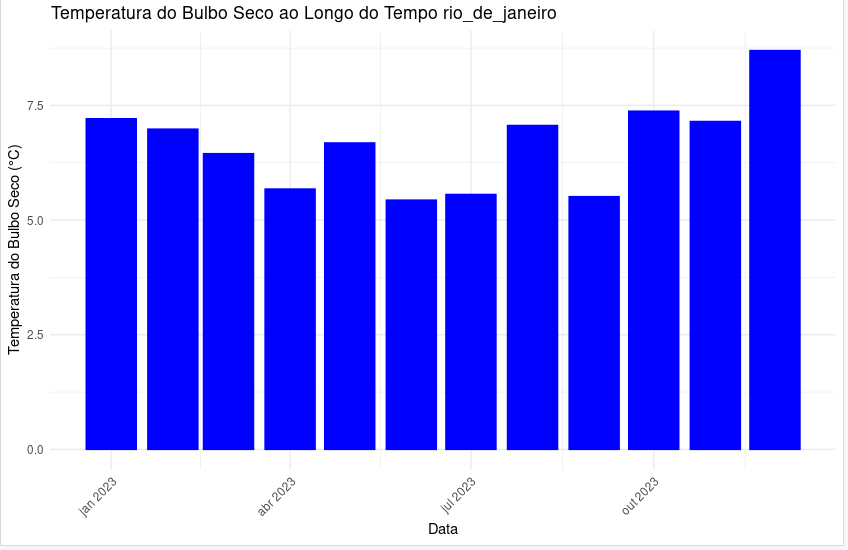 Temperatura do Bulbo Seco ao Longo do Tempo rio_de_janeiro
Temperatura do Bulbo Seco (°C)
7.5
5.0
2.5
0.0
jan 2023
abr 2023
jul 2023
out 2023
Data